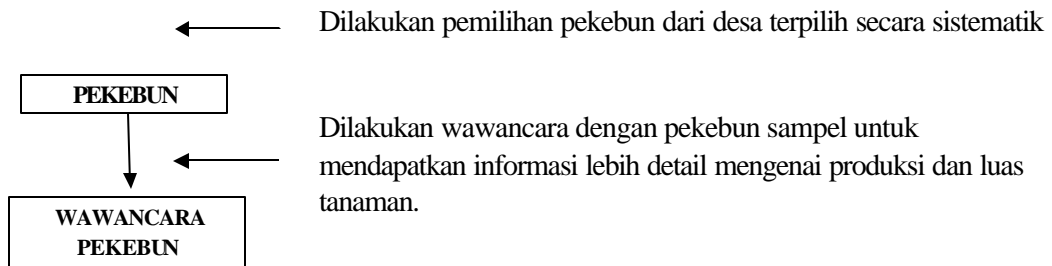 Dilakukan pemilihan pekebun dari desa terpilih secara sistematik
PEKEBUN
Dilakukan wawancara dengan pekebun sampel untuk
mendapatkan informasi lebih detail mengenai produksi dan luas
tanaman.
WAWANCARA
PEKEBUN